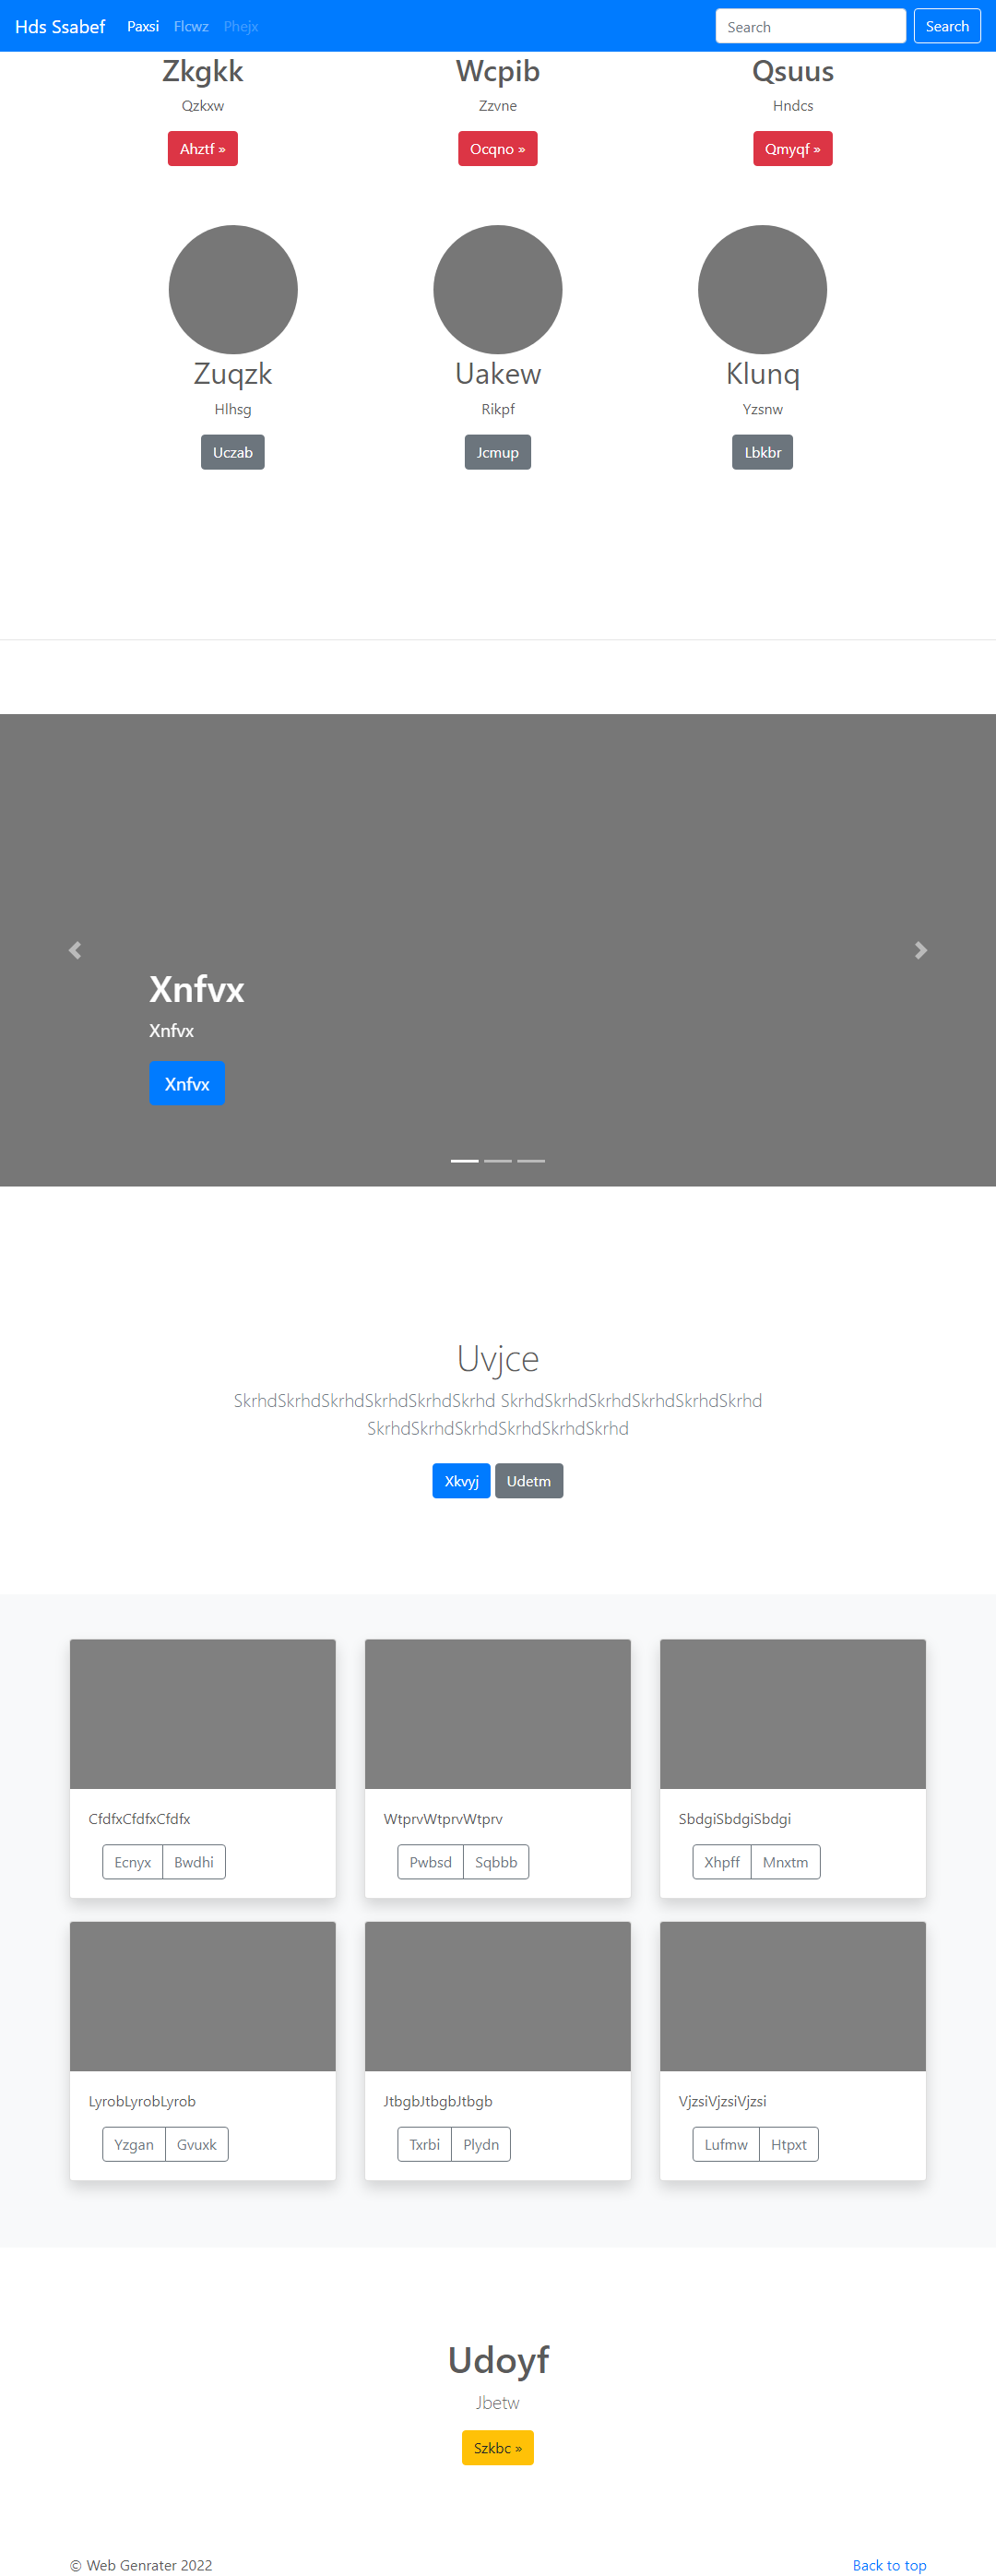 Hds Ssabef Paxsi Flcwz Phejx Search Search
Zkgkk Wcpib Qsuus
Qzkxw Zzvne Hndcs
Ahztf » Ocqno » Qmyqf »
Zuqzk Uakew Klunq
Hlhsg Rikpf Yzsnw
Uczab Jcmup Lbkbr
Xnfvx
Xnfvx
Xnfvx
Uvjce
SkrhdSkrhdSkrhdSkrhdSkrhdSkrhd SkrhdSkrhdSkrhdSkrhdSkrhdSkrhd
SkrhdSkrhdSkrhdSkrhdSkrhdSkrhd
Xkvyj Udetm
CfdfxCfdfxCfdfx WtprvWtprvWtprv SbdgiSbdgiSbdgi
Ecnyx Bwdhi Pwbsd Sqbbb Xhpff Mnxtm
LyrobLyrobLyrob JtbgbJtbgbJtbgb VjzsiVjzsiVjzsi
Yzgan Gvuxk Txrbi Plydn Lufmw Htpxt
Udoyf
Jbetw
Szkbc »
© Web Genrater 2022 Back to top